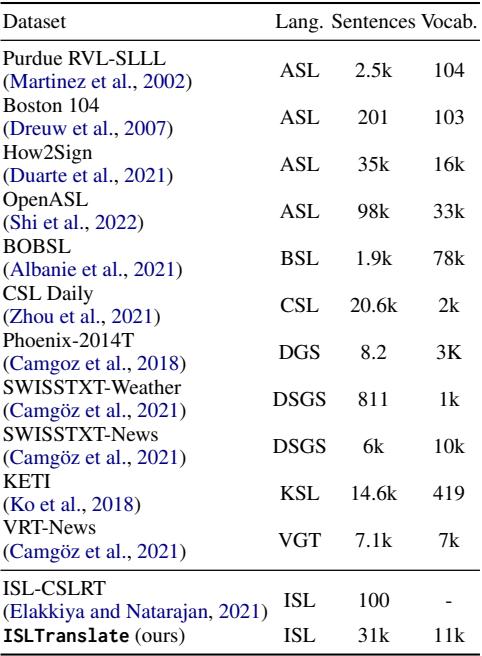 Dataset Lang. Sentences Vocab.
Purdue RVL-SLLL
(Martinez et al., 2002) ASL 2.5k 104
Boston 104
(Dreuw et al., 2007) ASL 201 103
How2Sign
(Duarte et al., 2021) ASL 35k 16k
OpenASL
(Shi et al., 2022) ASL 98k 33k
BOBSL
(Albanie et al., 2021) BSL 1.9k 78k
CSL Daily
(Zhou et al., 2021) CSL 20.6k 2k
Phoenix-2014T
(Camgoz et al., 2018) DGS 8.2 3K
SWISSTXT-Weather
(Camgöz et al., 2021) DSGS 811 1k
SWISSTXT-News
(Camgöz et al., 2021) DSGS 6k 10k
KETI
(Ko et al., 2018) KSL 14.6k 419
VRT-News
(Camgöz et al., 2021) VGT 7.1k 7k
ISL-CSLRT
(Elakkiya and Natarajan, 2021) ISL 100 -
ISLTranslate (ours) ISL 31k 11k